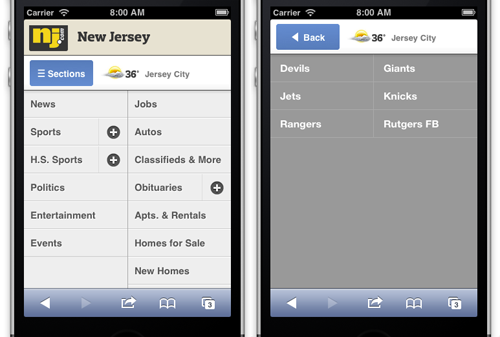 Carrier 8:00 AM
nj.com New Jersey
Sections 36° Jersey City
News Jobs
Sports Autos
H.S. Sports Classifieds & More
Politics Obituaries
Entertainment Apts. & Rentals
Events Homes for Sale
New Homes
3
Carrier 8:00 AM
Back 36° Jersey City
Devils Giants
Jets Knicks
Rangers Rutgers FB
3